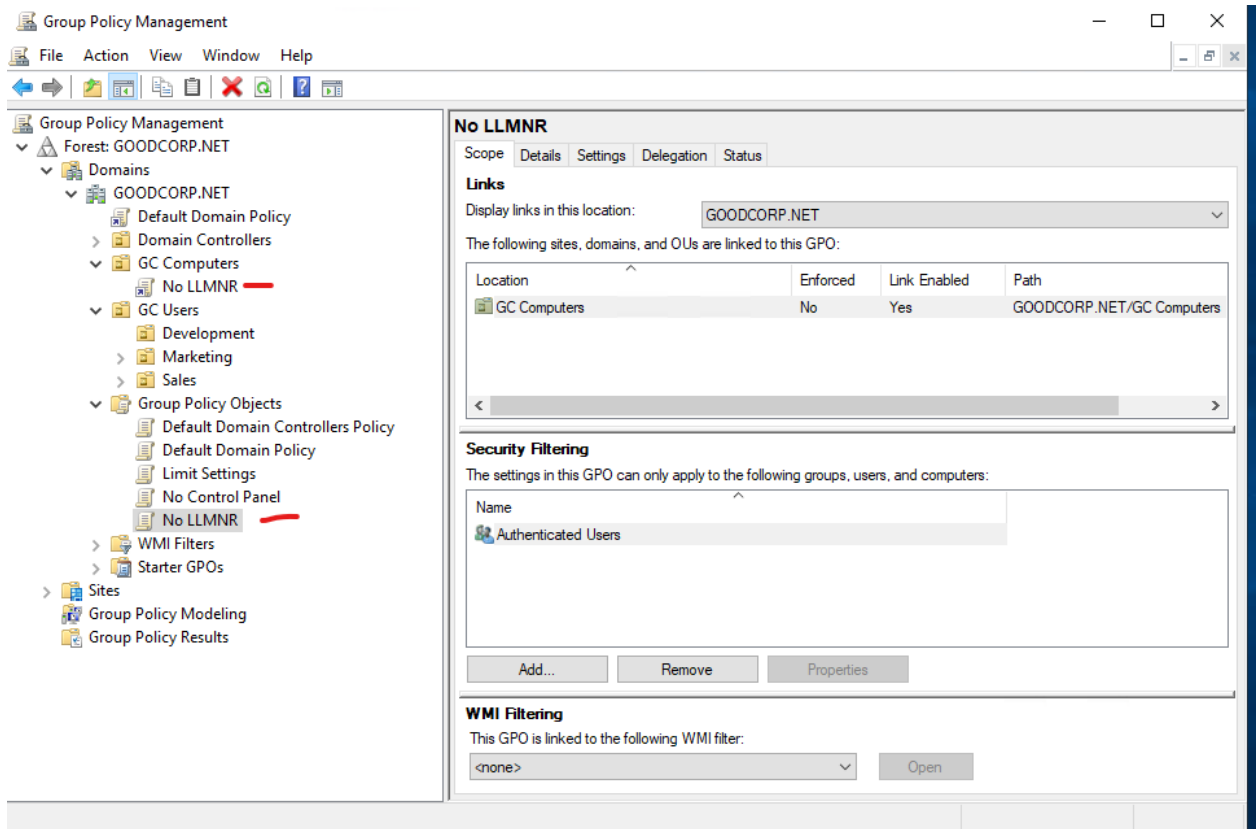 Group Policy Management
File Action View Window Help
Group Policy Management
Forest: GOODCORP.NET
Domains
GOODCORP.NET
Default Domain Policy
Domain Controllers
GC Computers
No LLMNR
GC Users
Development
Marketing
Sales
Group Policy Objects
Default Domain Controllers Policy
Default Domain Policy
Limit Settings
No Control Panel
No LLMNR
WMI Filters
Starter GPOs
Sites
Group Policy Modeling
Group Policy Results
No LLMNR
Scope Details Settings Delegation Status
Links
Display links in this location: GOODCORP.NET
The following sites, domains, and OUs are linked to this GPO:
Location Enforced Link Enabled Path
GC Computers No Yes GOODCORP.NET/GC Computers
Security Filtering
The settings in this GPO can only apply to the following groups, users, and computers:
Name
Authenticated Users
Add... Remove Properties
WMI Filtering
This GPO is linked to the following WMI filter:
<none> Open